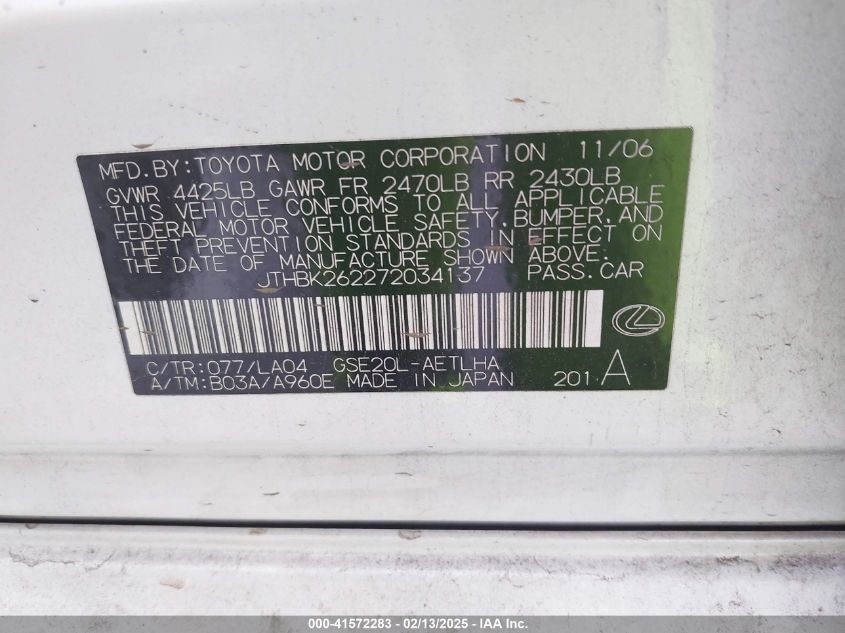 MFD.BY:TOYOTA MOTOR CORPORATION 11/06
GVWR 4425LB GAWR FR 2470LB RR 2430LB
THIS VEHICLE CONFORMS TO ALL APPLICABLE
FEDERAL MOTOR VEHICLE SAFETY,BUMPER,AND
THEFT PREVENTION STANDARDS IN EFFECT ON
THE DATE OF MANUFACTURE SHOWN ABOVE.
JTHBK262272034137 PASS.CAR
C/TR:077/LA04 GSE20L-AETLHA
A/TM:B03A/A960E MADE IN JAPAN 201 A
000-41572283 - 02/13/2025 - IAA Inc.